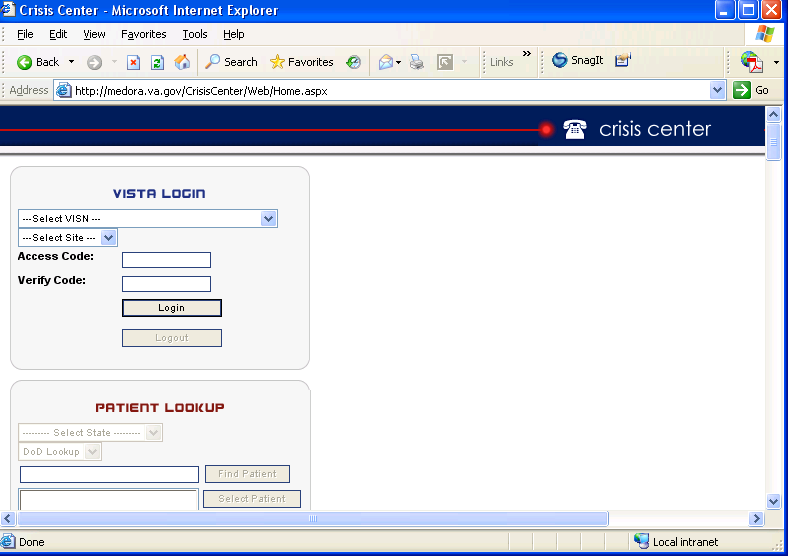 Crisis Center - Microsoft Internet Explorer
File Edit View Favorites Tools Help
Back Search Favorites Links » SnagIt
Address http://medora.va.gov/CrisisCenter/Web/Home.aspx Go
crisis center
VISTA LOGIN
---Select VISN ---
---Select Site ---
Access Code:
Verify Code:
Login
Logout
PATIENT LOOKUP
--------- Select State ---------
DoD Lookup
Find Patient
Select Patient
Done Local intranet